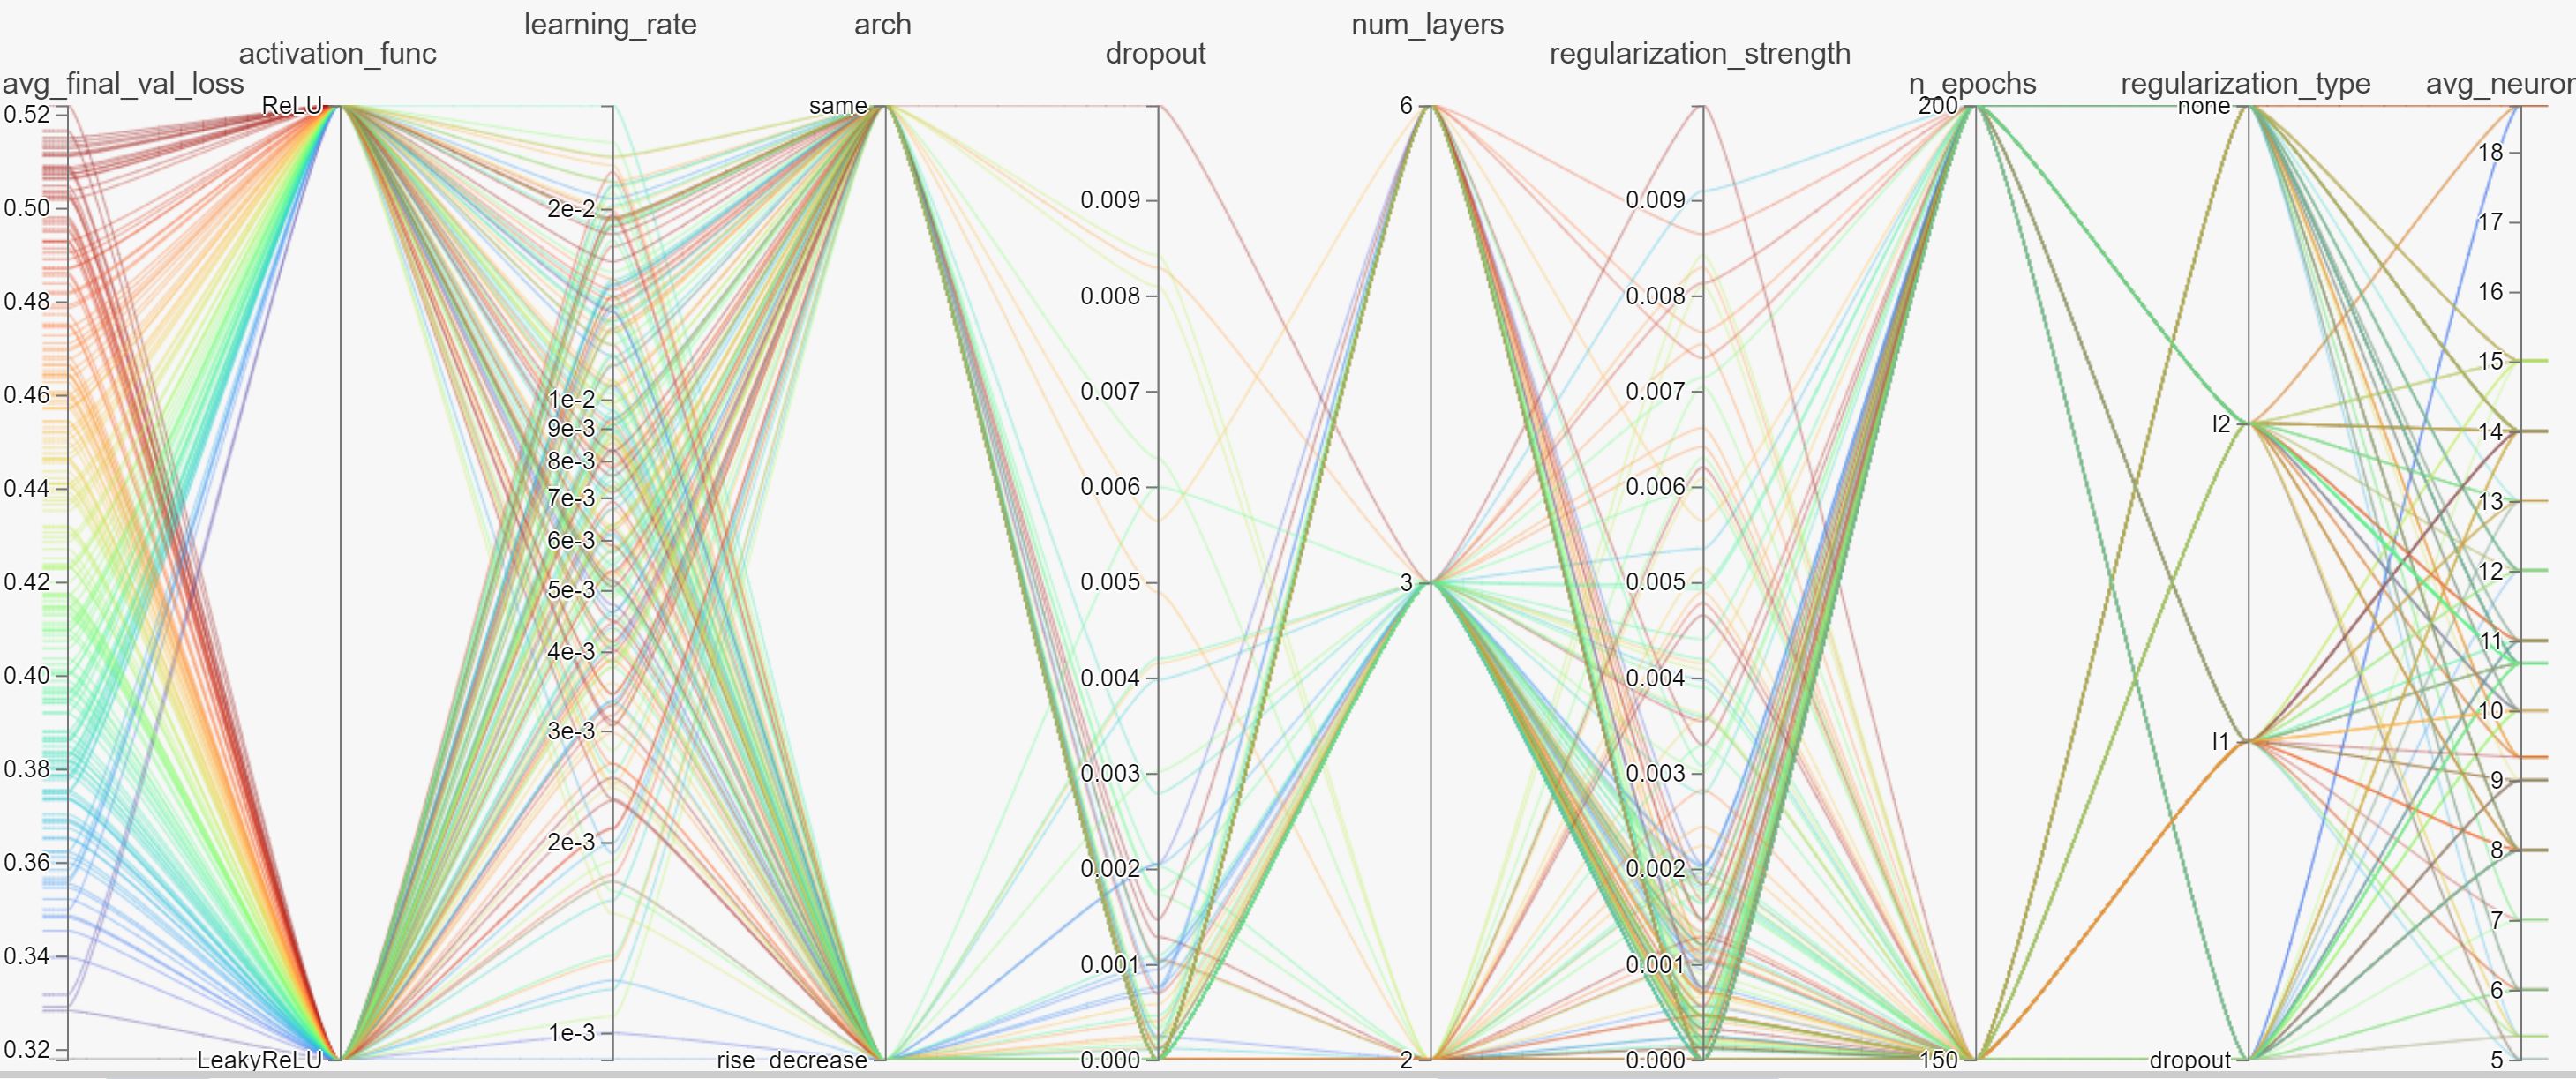 learning_rate
arch
num_layers
activation_func
dropout
regularization_strength
avg_final_val_loss
n_epochs
regularization_type
avg_neuron
0.52
0.50
0.48
0.46
0.44
0.42
0.40
0.38
0.36
0.34
0.32
ReLU
LeakyReLU
2e-2
1e-2
9e-3
8e-3
7e-3
6e-3
5e-3
4e-3
3e-3
2e-3
1e-3
same
rise_decrease
0.009
0.008
0.007
0.006
0.005
0.004
0.003
0.002
0.001
0.000
6
3
2
0.009
0.008
0.007
0.006
0.005
0.004
0.003
0.002
0.001
0.000
200
150
none
l2
l1
dropout
18
17
16
15
14
13
12
11
10
9
8
7
6
5